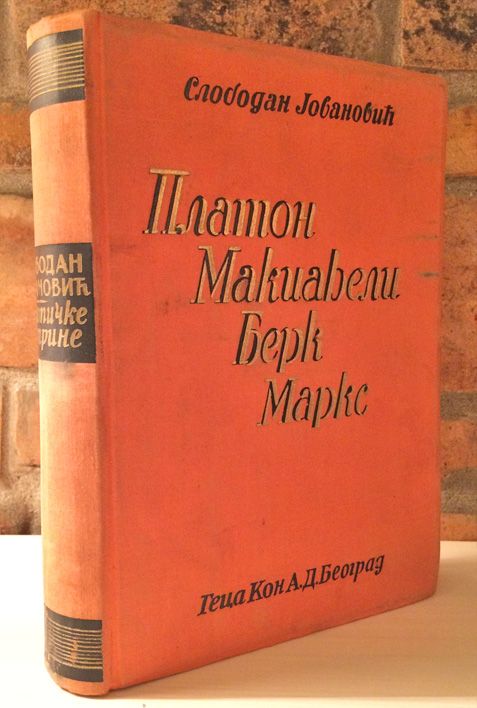 Слободан Јовановић
Платон
Макиавели
Берк
Маркс
Геца Кон А.Д. Београд